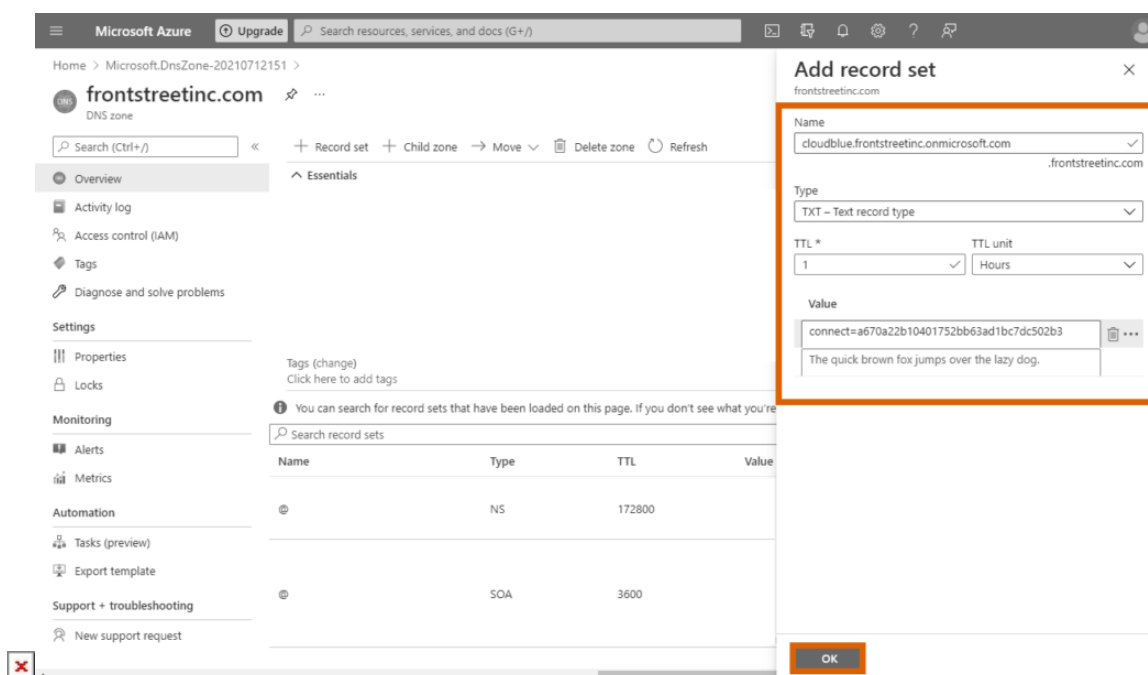 Microsoft Azure
Upgrade
Search resources, services, and docs (G+/)
Home > Microsoft.DnsZone-20210712151 >
DNS
frontstreetinc.com
DNS zone
Search (Ctrl+/)
Overview
Activity log
Access control (IAM)
Tags
Diagnose and solve problems
Settings
Properties
Locks
Monitoring
Alerts
Metrics
Automation
Tasks (preview)
Export template
Support + troubleshooting
New support request
Record set
Child zone
Move
Delete zone
Refresh
Essentials
Tags (change)
Click here to add tags
You can search for record sets that have been loaded on this page. If you don't see what you're
Search record sets
Name Type TTL Value
@ NS 172800
@ SOA 3600
Add record set
frontstreetinc.com
Name
cloudblue.frontstreetinc.onmicrosoft.com
.frontstreetinc.com
Type
TXT – Text record type
TTL * TTL unit
1 Hours
Value
connect=a670a22b10401752bb63ad1bc7dc502b3
The quick brown fox jumps over the lazy dog.
OK